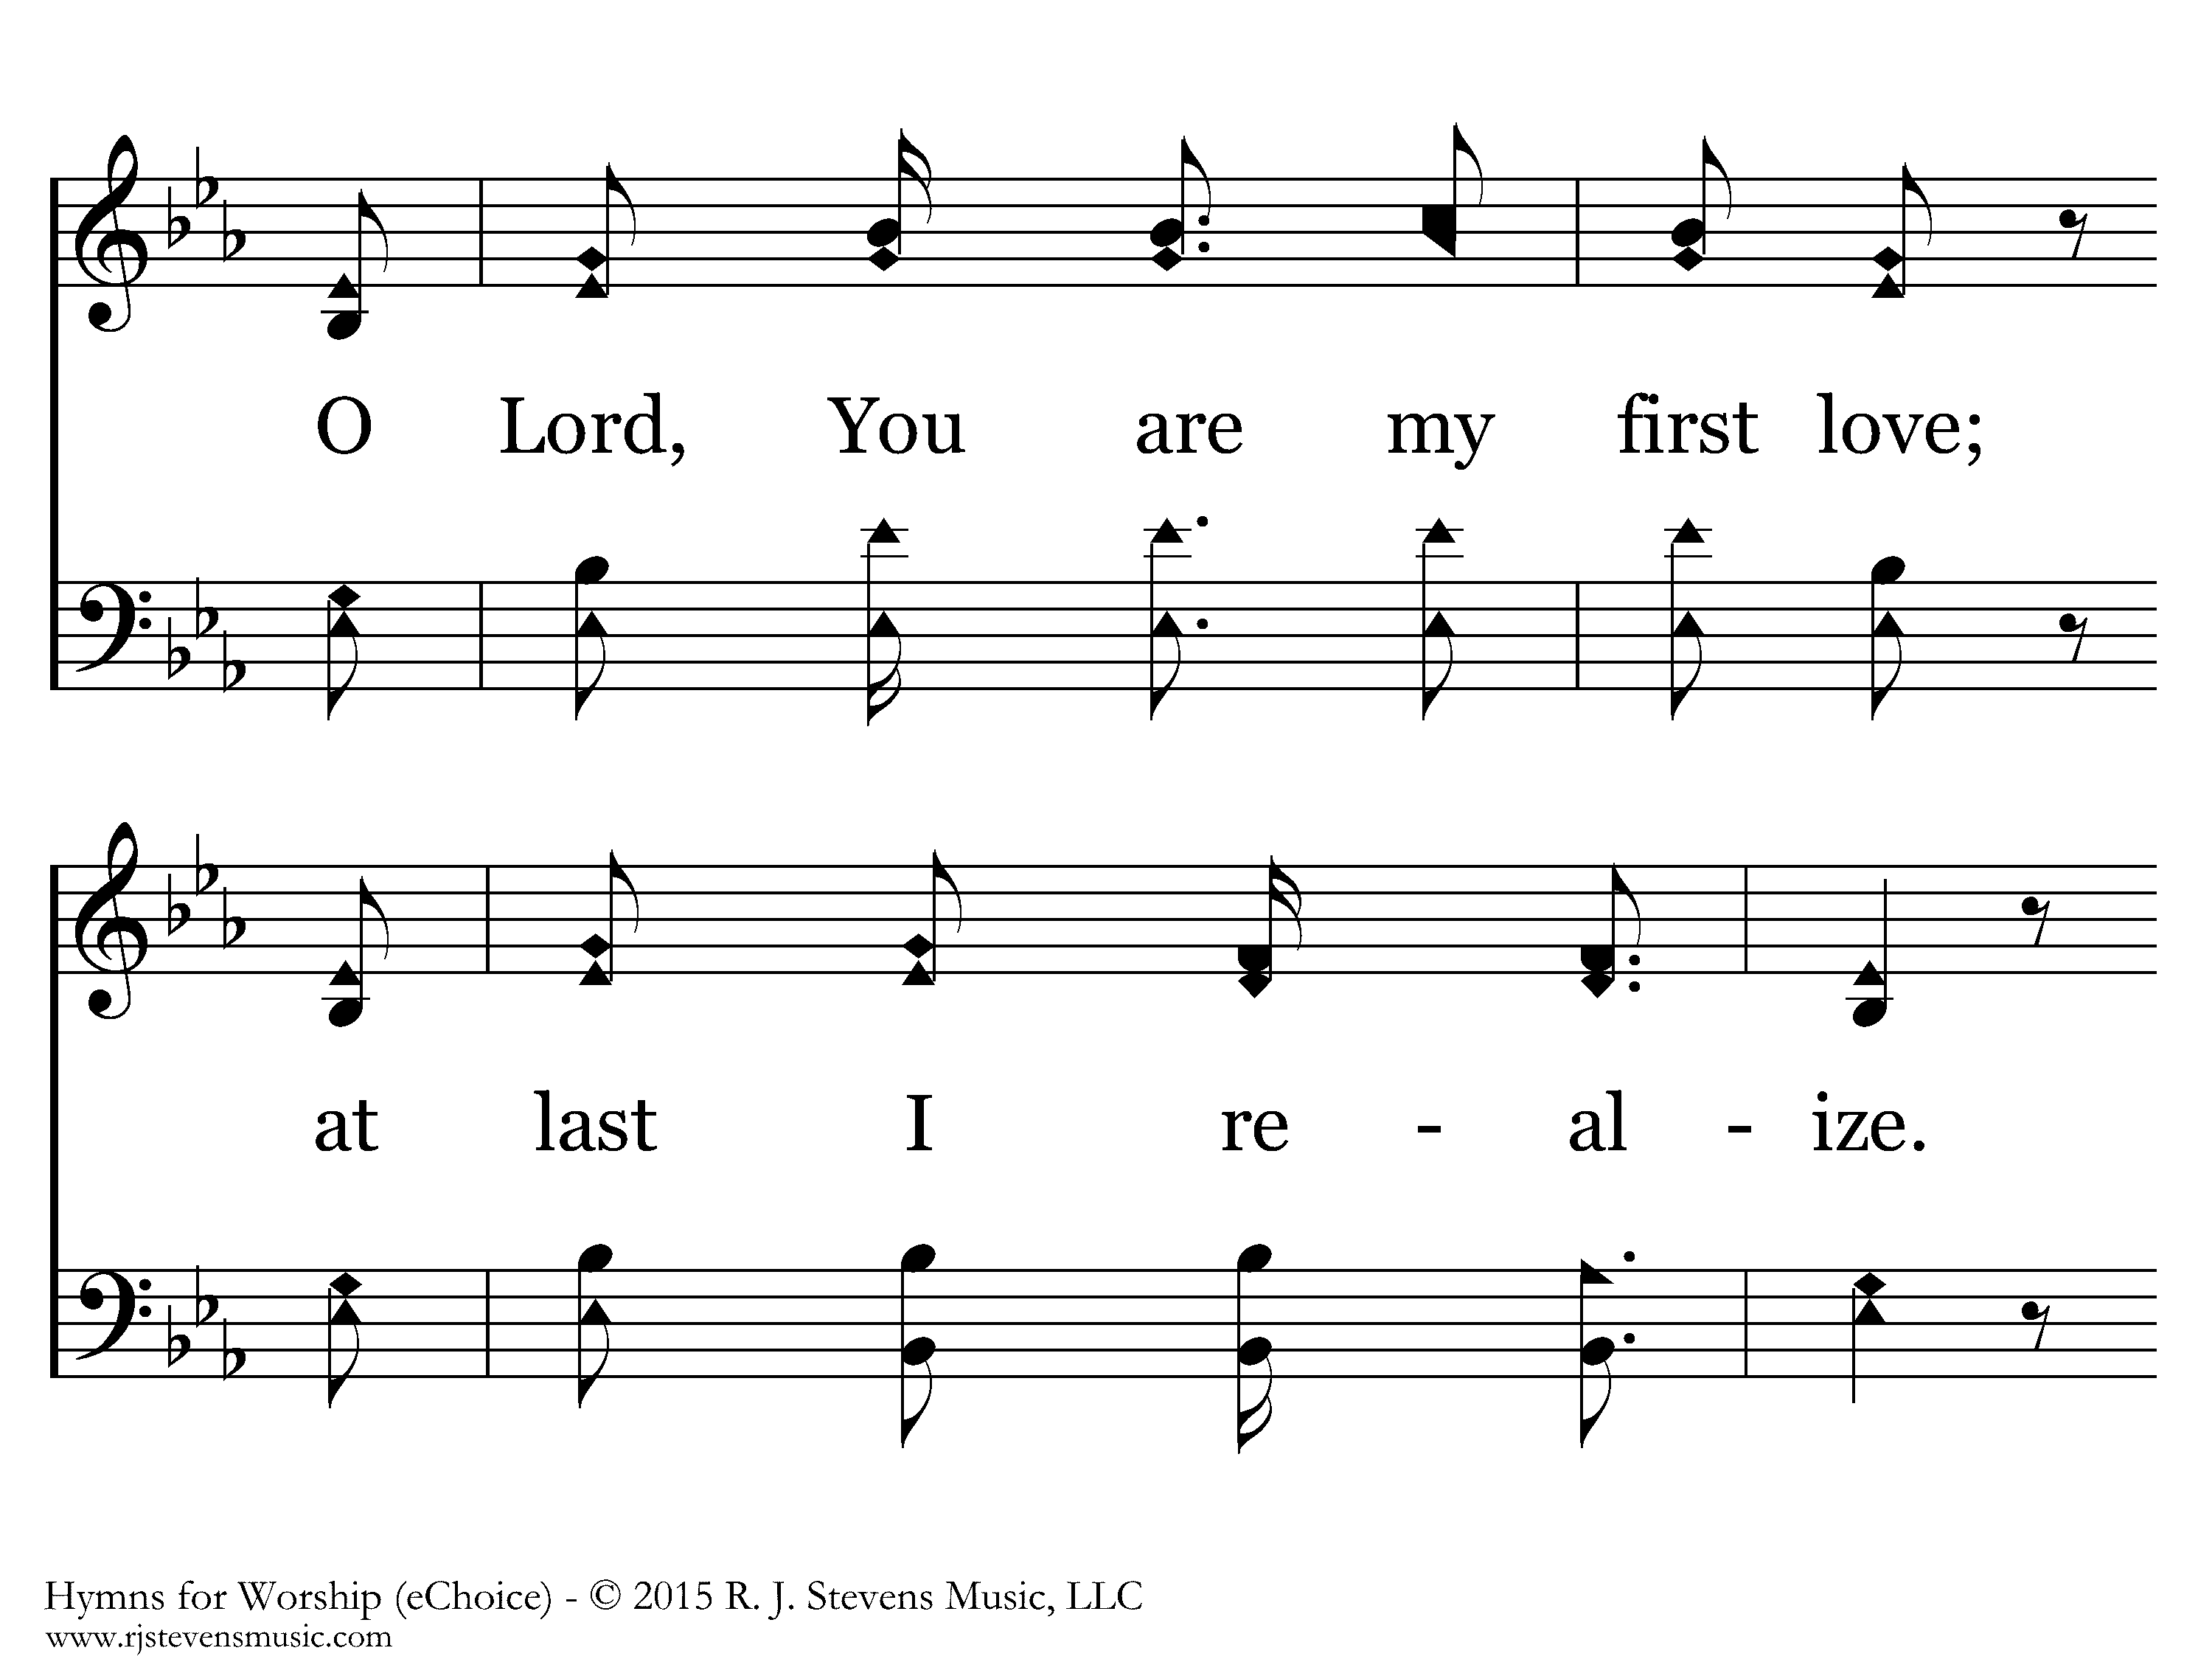 O Lord, You are my first love;
at last I re - al - ize.
Hymns for Worship (eChoice) - © 2015 R. J. Stevens Music, LLC
www.rjstevensmusic.com